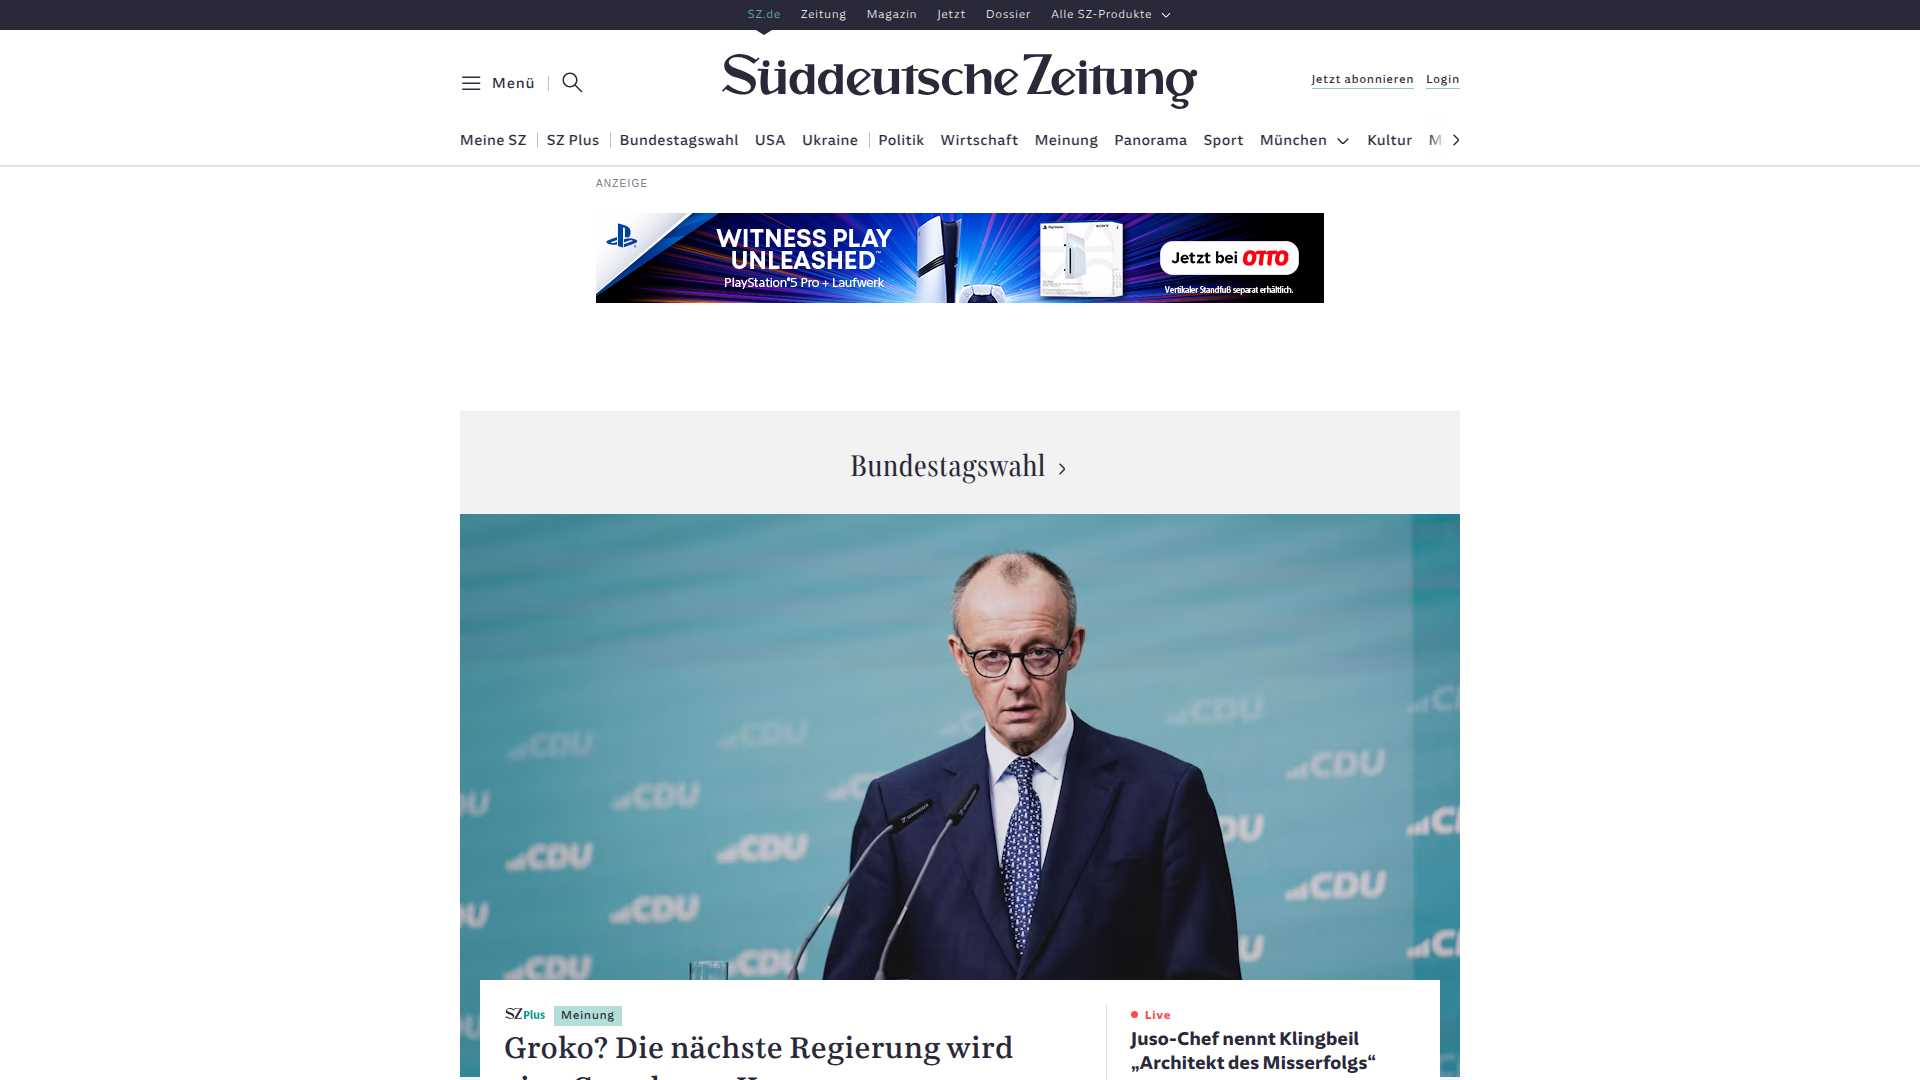 SZ.de Zeitung Magazin Jetzt Dossier Alle SZ-Produkte
Menü
Süddeutsche Zeitung
Jetzt abonnieren Login
Meine SZ SZ Plus Bundestagswahl USA Ukraine Politik Wirtschaft Meinung Panorama Sport München Kultur M
ANZEIGE
WITNESS PLAY
UNLEASHED™
PlayStation®5 Pro + Laufwerk
Jetzt bei OTTO
Vertikaler Standfuß separat erhältlich.
Bundestagswahl
CDU
CDU
CDU
CDU
CDU
CDU
CDU
CDU
CDU
CDU
CDU
SZ Plus Meinung
Groko? Die nächste Regierung wird
Live
Juso-Chef nennt Klingbeil
„Architekt des Misserfolgs“